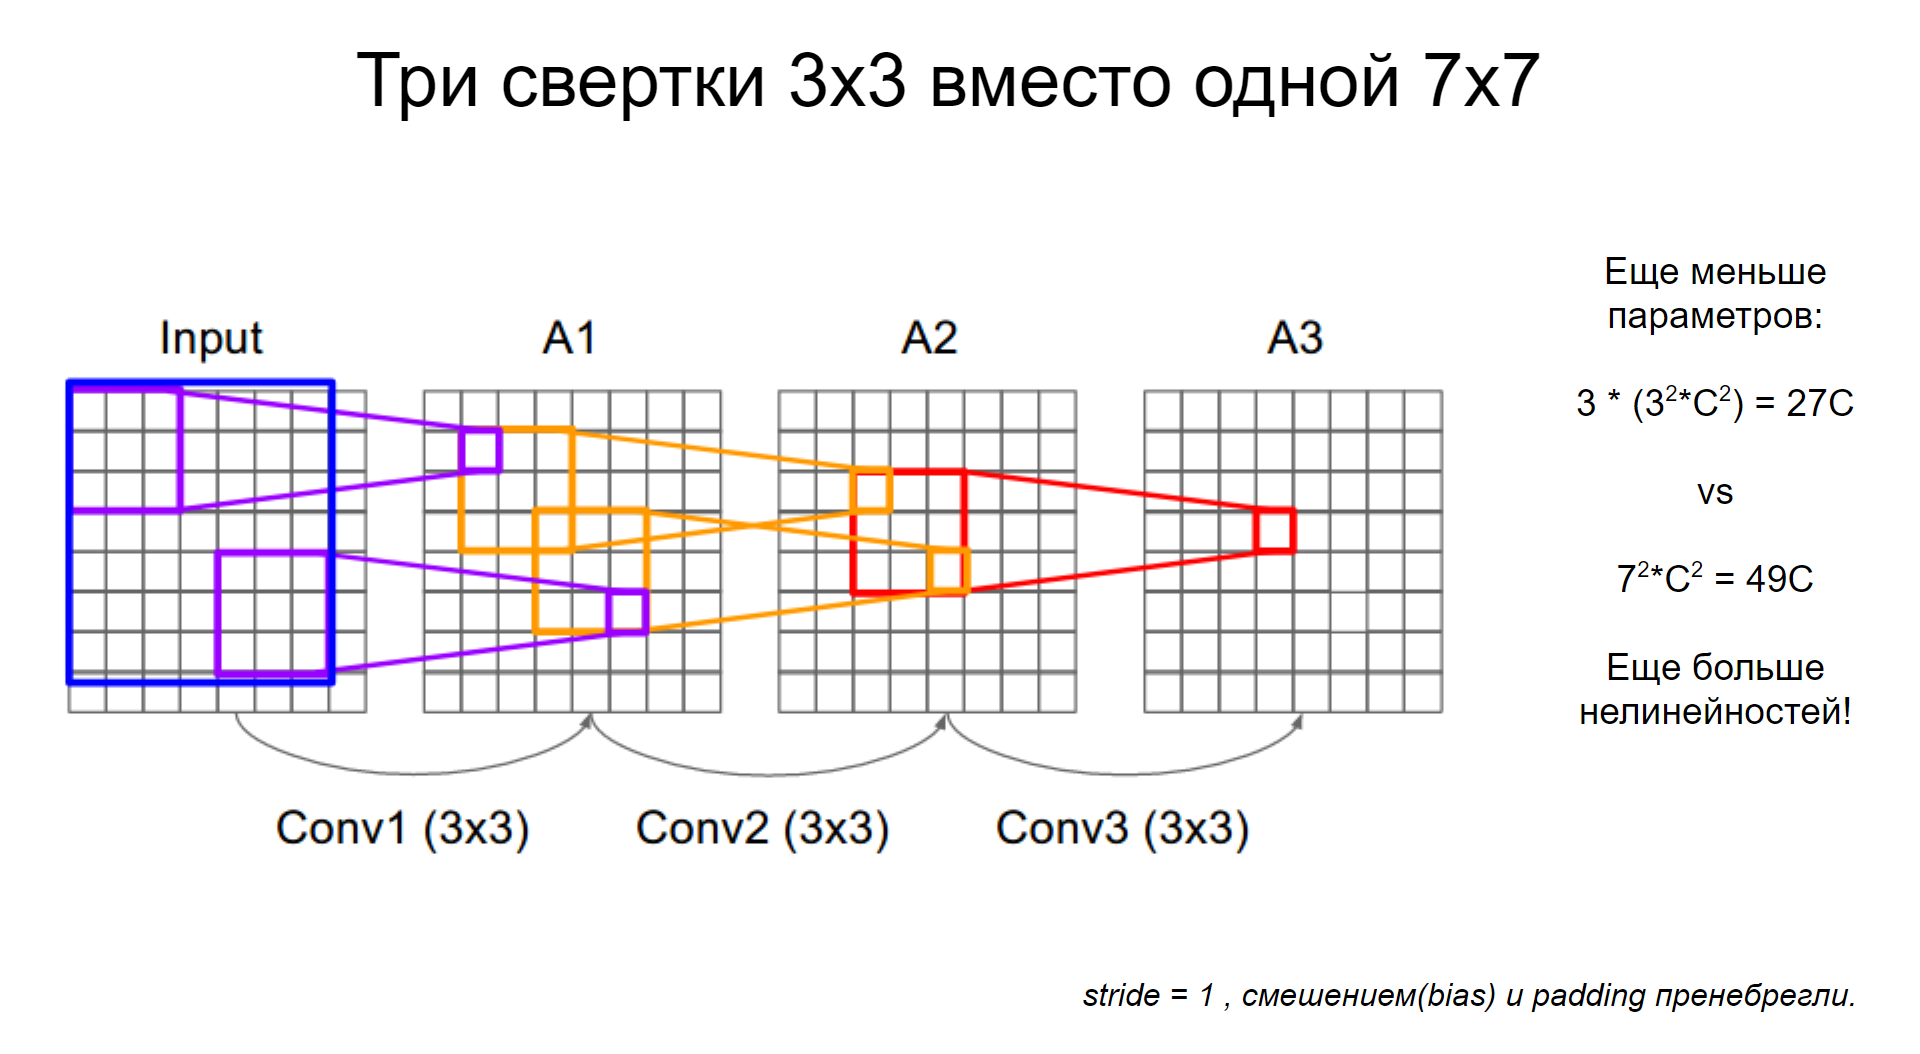 Три свертки 3x3 вместо одной 7x7
Input
A1
A2
A3
Conv1 (3x3)
Conv2 (3x3)
Conv3 (3x3)
Еще меньше
параметров:
3 * (3²*C²) = 27C
vs
7²*C² = 49C
Еще больше
нелинейностей!
stride = 1 , смешением(bias) и padding пренебрегли.